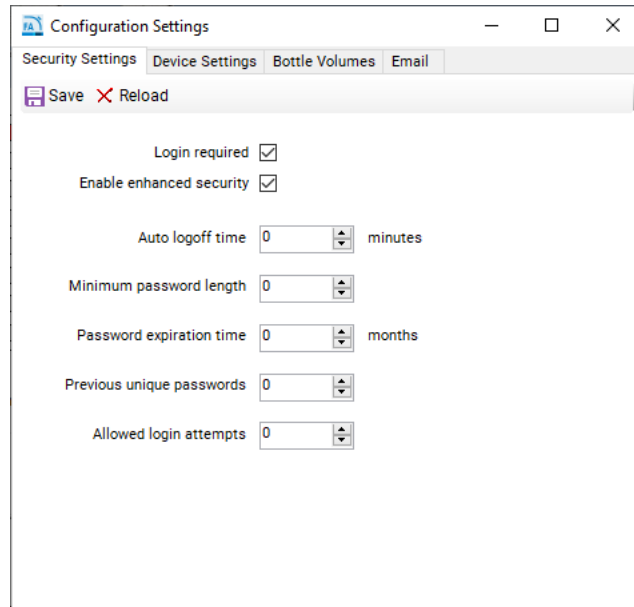 FA Configuration Settings
Security Settings Device Settings Bottle Volumes Email
Save Reload
Login required
Enable enhanced security
Auto logoff time 0 minutes
Minimum password length 0
Password expiration time 0 months
Previous unique passwords 0
Allowed login attempts 0